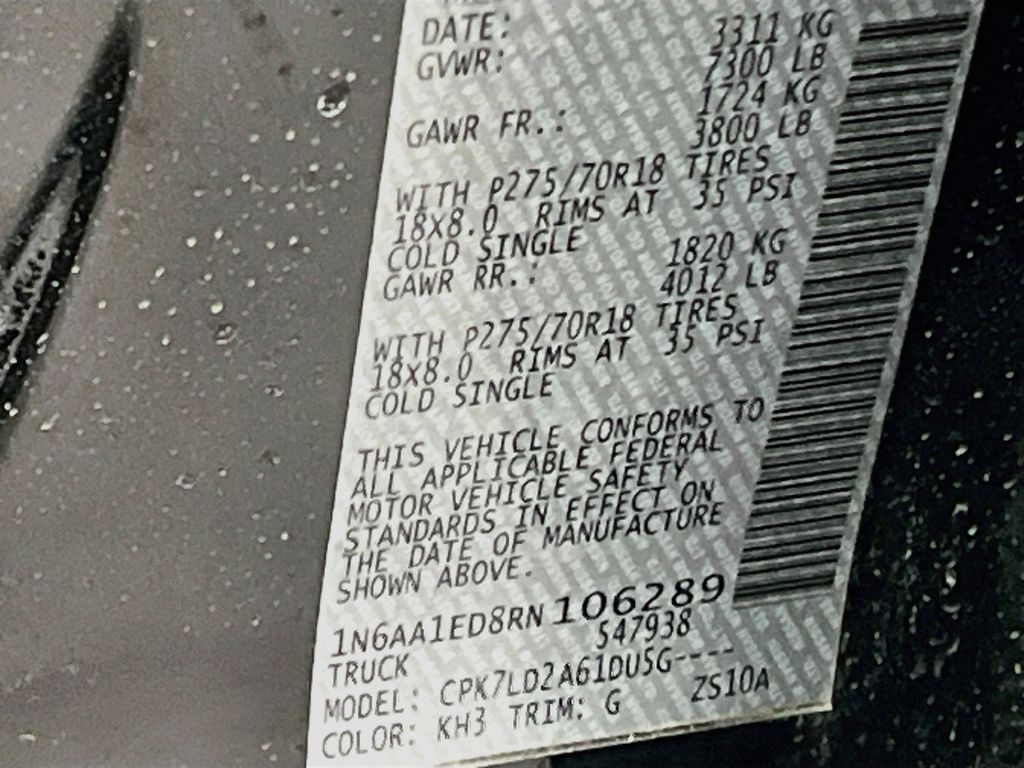 DATE:
3311 KG
GVWR: 7300 LB
1724 KG
GAWR FR.: 3800 LB
WITH P275/70R18 TIRES
18X8.0 RIMS AT 35 PSI
COLD SINGLE
1820 KG
GAWR RR.: 4012 LB
WITH P275/70R18 TIRES
18X8.0 RIMS AT 35 PSI
COLD SINGLE
THIS VEHICLE CONFORMS TO
ALL APPLICABLE FEDERAL
MOTOR VEHICLE SAFETY
STANDARDS IN EFFECT ON
THE DATE OF MANUFACTURE
SHOWN ABOVE.
1N6AA1ED8RN106289
TRUCK 547938
MODEL: CPK7LD2A61DU5G----
COLOR: KH3 TRIM: G ZS10A